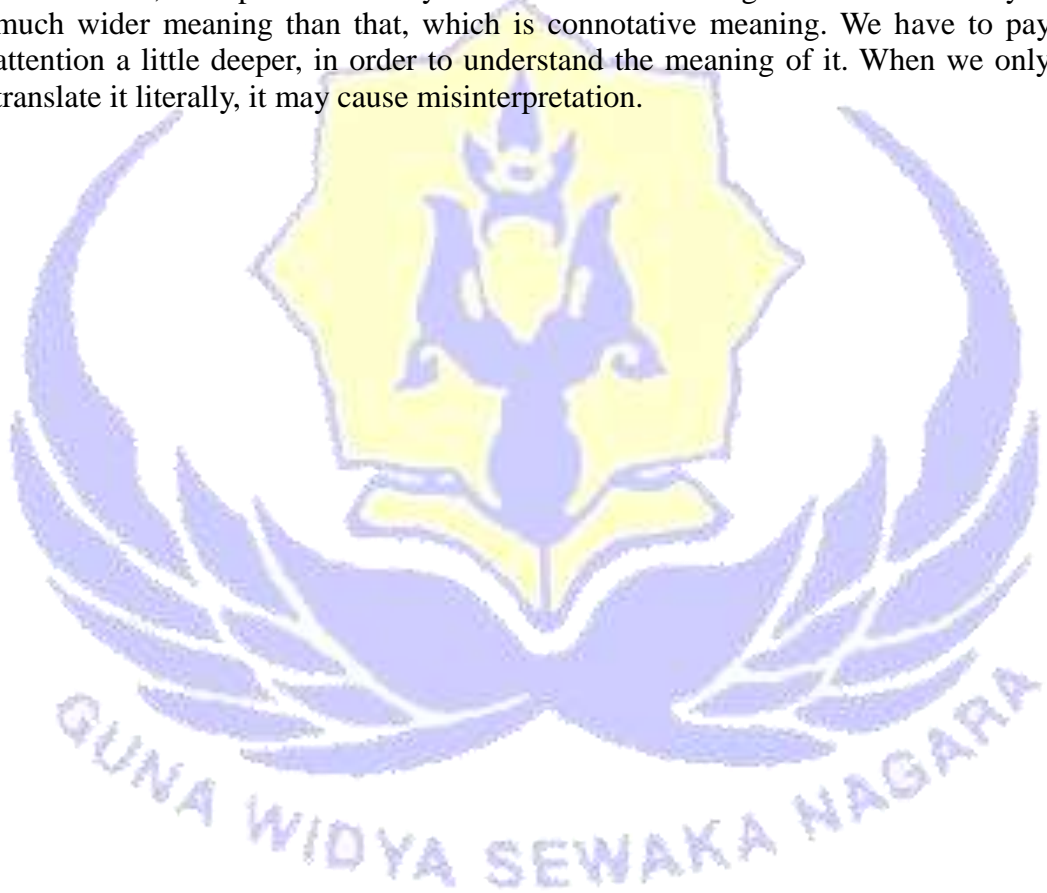 much wider meaning than that, which is connotative meaning. We have to pay
attention a little deeper, in order to understand the meaning of it. When we only
translate it literally, it may cause misinterpretation.
GUNA WIDYA SEWAKA NAGARA